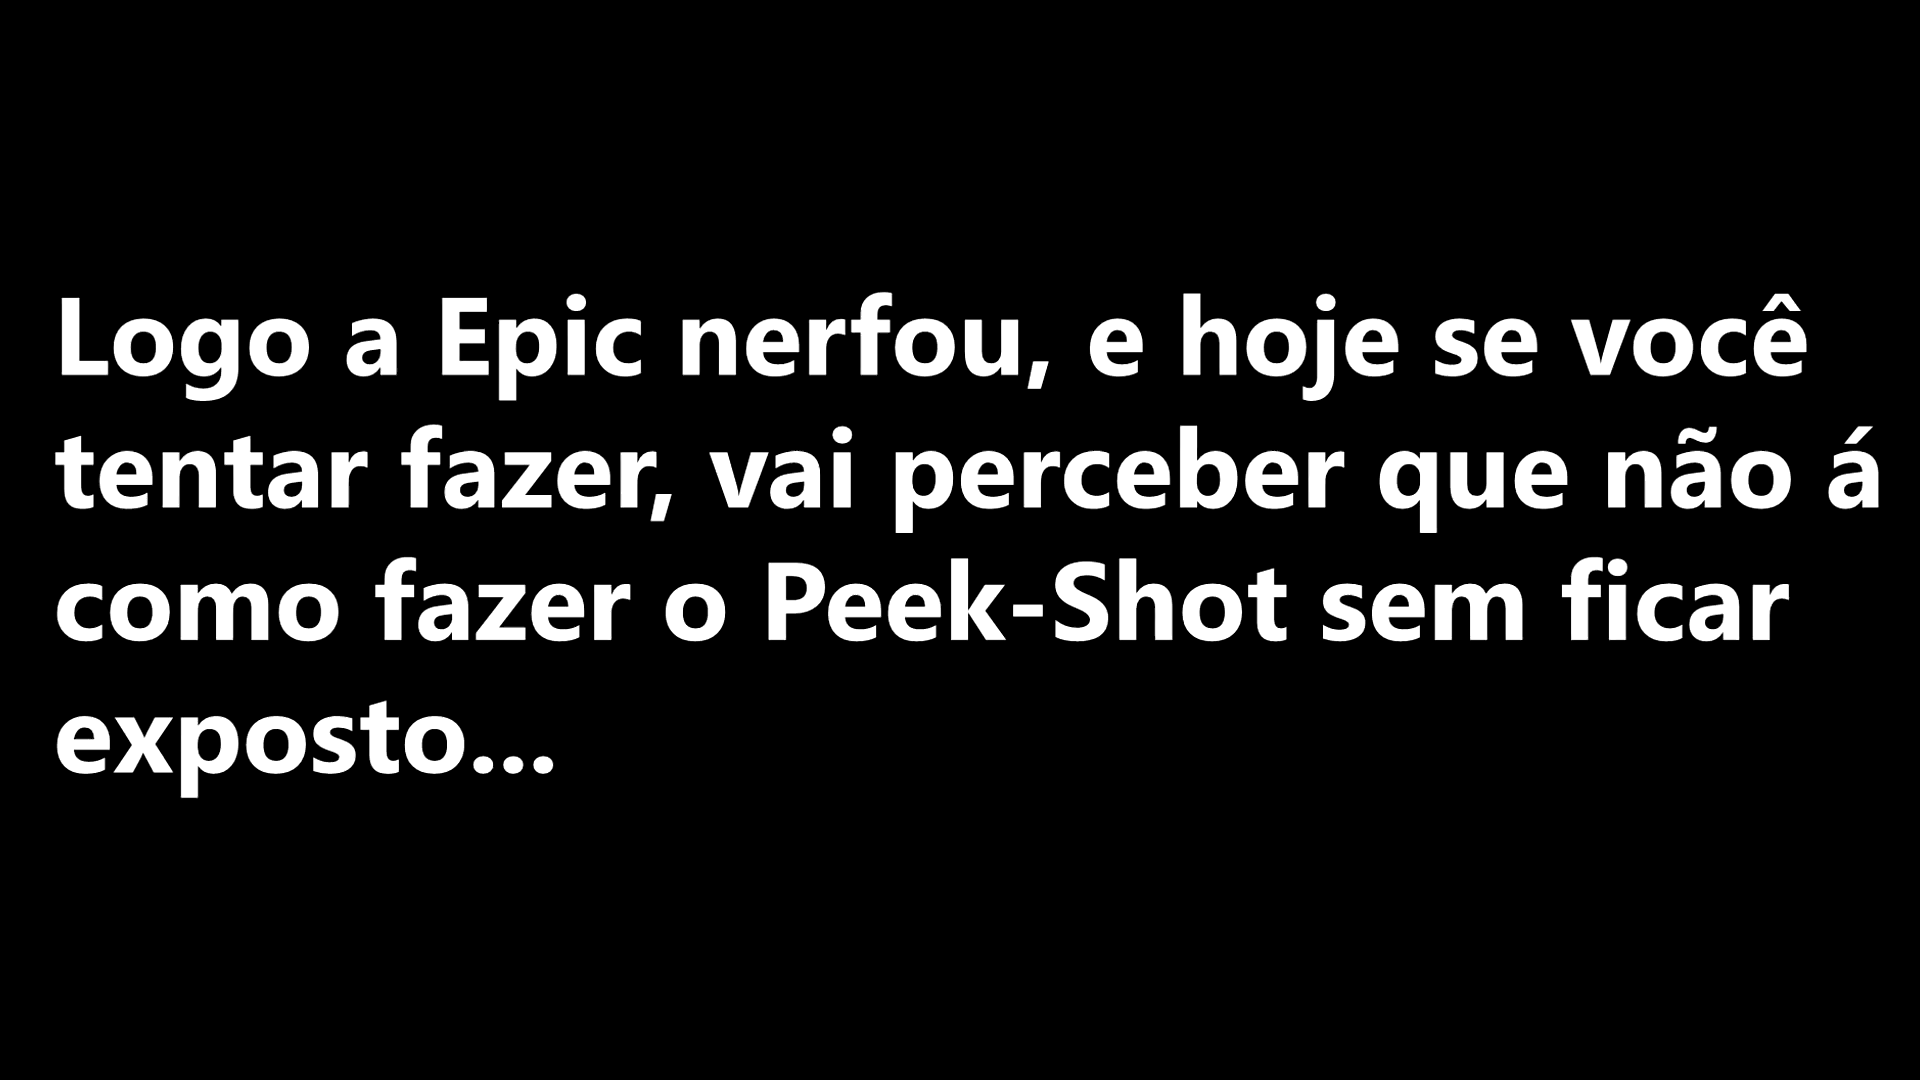 Logo a Epic nerfou, e hoje se você
tentar fazer, vai perceber que não á
como fazer o Peek-Shot sem ficar
exposto...